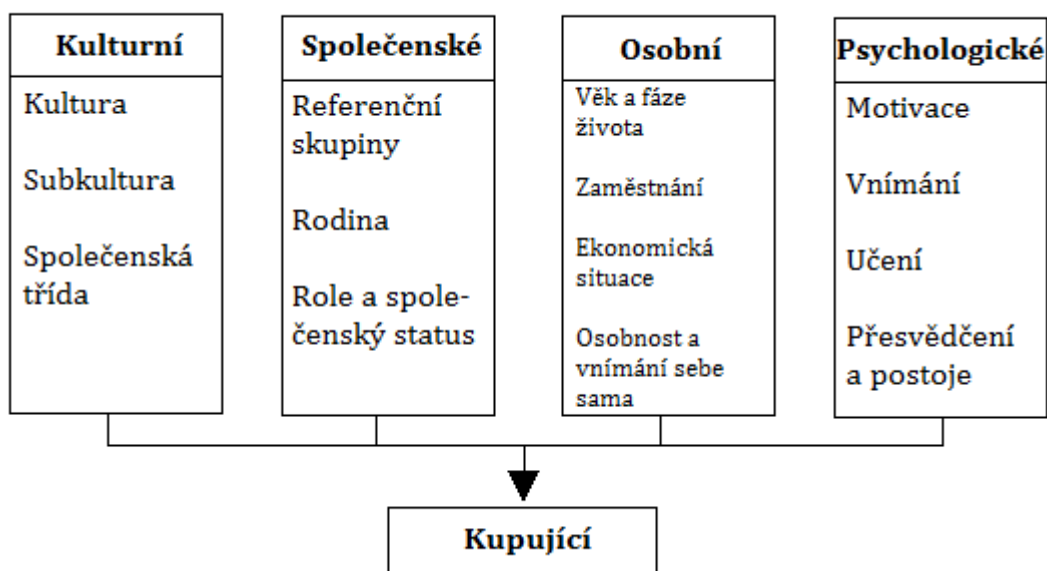 Kulturní
Kultura
Subkultura
Společenská
třída
Společenské
Referenční
skupiny
Rodina
Role a spole-
čenský status
Osobní
Věk a fáze
života
Zaměstnání
Ekonomická
situace
Osobnost a
vnímání sebe
sama
Psychologické
Motivace
Vnímání
Učení
Přesvědčení
a postoje
Kupující